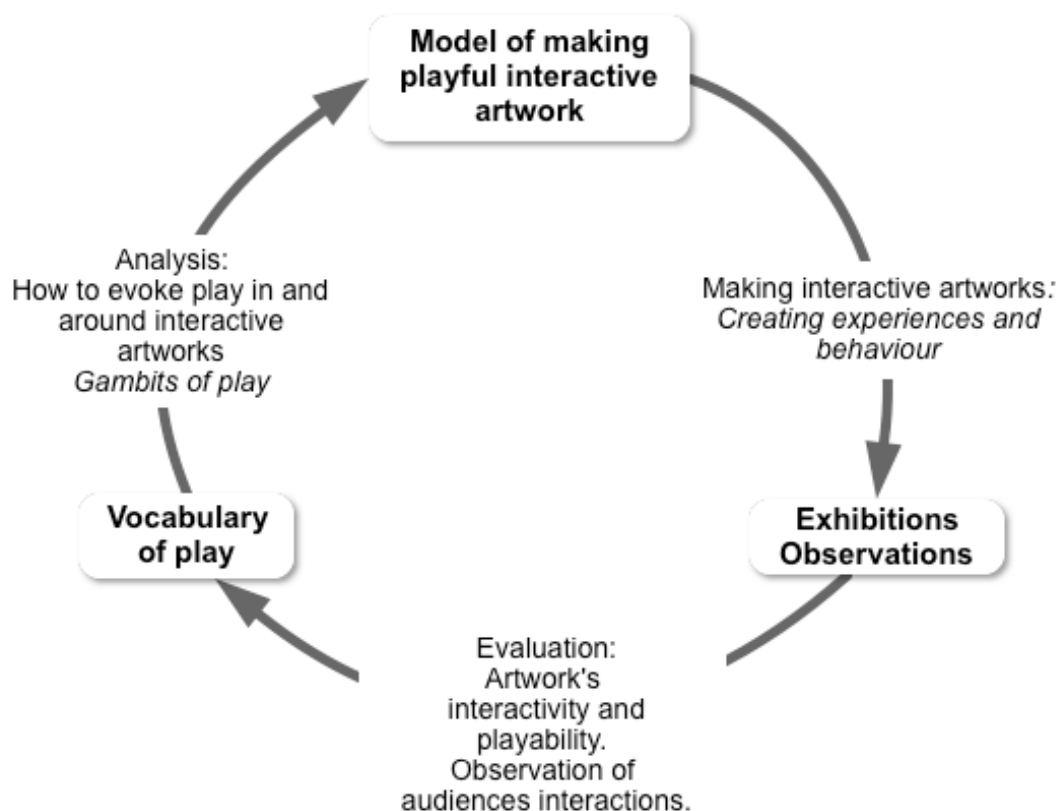 Model of making
playful interactive
artwork
Analysis:
How to evoke play in and
around interactive
artworks
Gambits of play
Making interactive artworks:
Creating experiences and
behaviour
Vocabulary
of play
Exhibitions
Observations
Evaluation:
Artwork's
interactivity and
playability.
Observation of
audiences interactions.